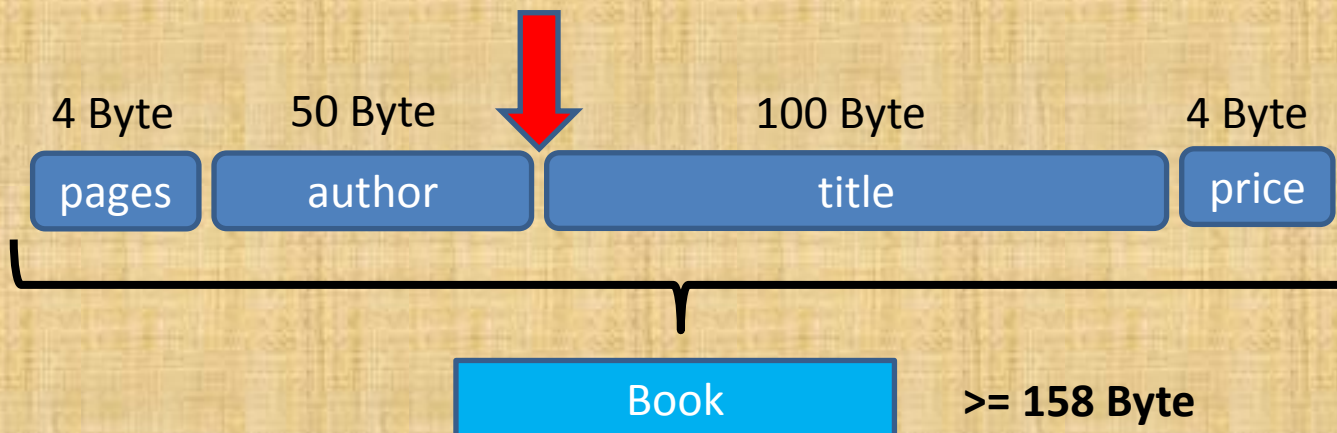 4 Byte 50 Byte 100 Byte 4 Byte
pages author title price
Book >= 158 Byte